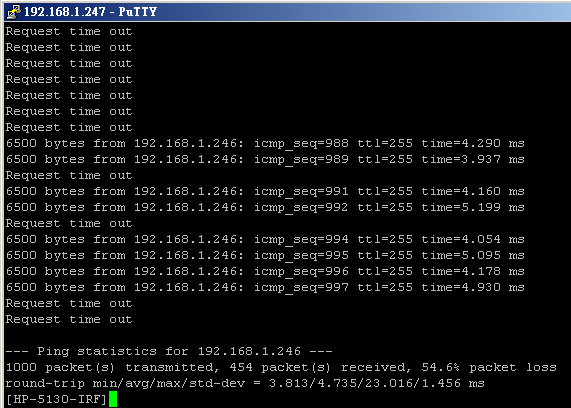 192.168.1.247 - PuTTY
Request time out
Request time out
Request time out
Request time out
Request time out
Request time out
Request time out
6500 bytes from 192.168.1.246: icmp_seq=988 ttl=255 time=4.290 ms
6500 bytes from 192.168.1.246: icmp_seq=989 ttl=255 time=3.937 ms
Request time out
6500 bytes from 192.168.1.246: icmp_seq=991 ttl=255 time=4.160 ms
6500 bytes from 192.168.1.246: icmp_seq=992 ttl=255 time=5.199 ms
Request time out
6500 bytes from 192.168.1.246: icmp_seq=994 ttl=255 time=4.054 ms
6500 bytes from 192.168.1.246: icmp_seq=995 ttl=255 time=5.095 ms
6500 bytes from 192.168.1.246: icmp_seq=996 ttl=255 time=4.178 ms
6500 bytes from 192.168.1.246: icmp_seq=997 ttl=255 time=4.930 ms
Request time out
Request time out
--- Ping statistics for 192.168.1.246 ---
1000 packet(s) transmitted, 454 packet(s) received, 54.6% packet loss
round-trip min/avg/max/std-dev = 3.813/4.735/23.016/1.456 ms
[HP-5130-IRF]